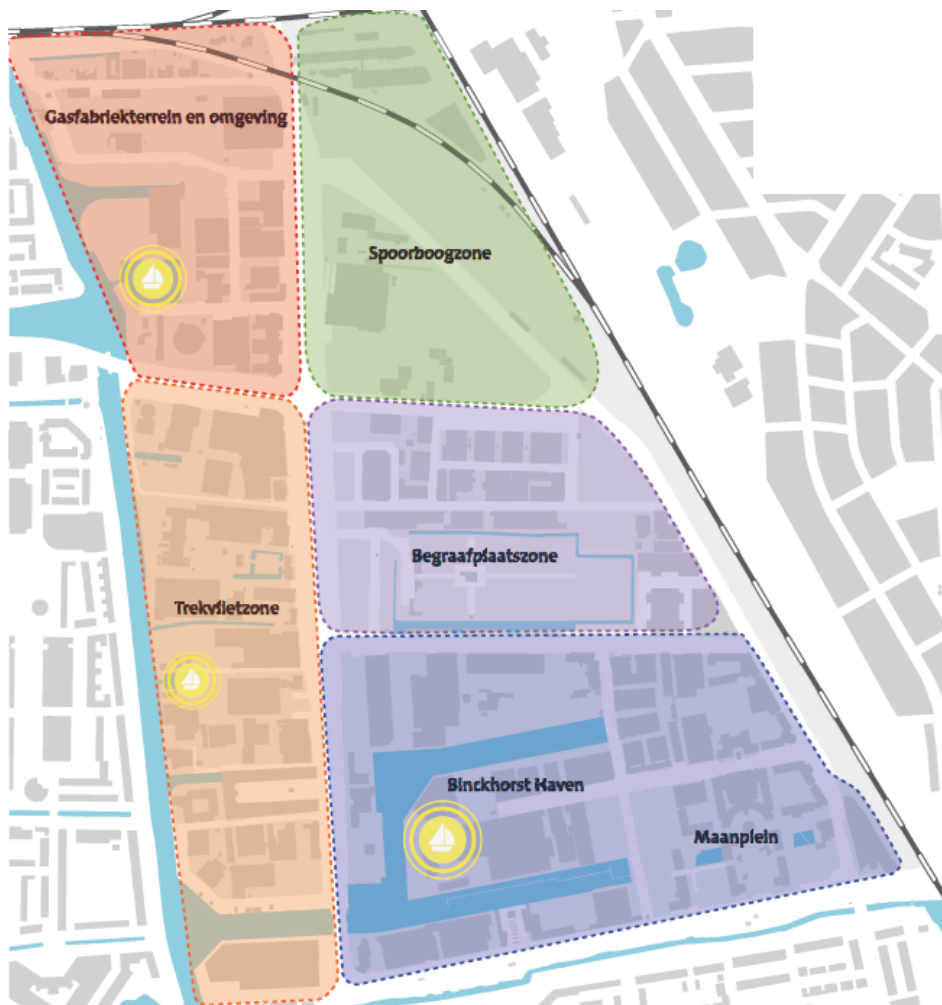 Gasfabriekterrein en omgeving
Spoorboogzone
Begraafplaatszone
Trekvlietzone
Binckhorst Haven
Maanplein